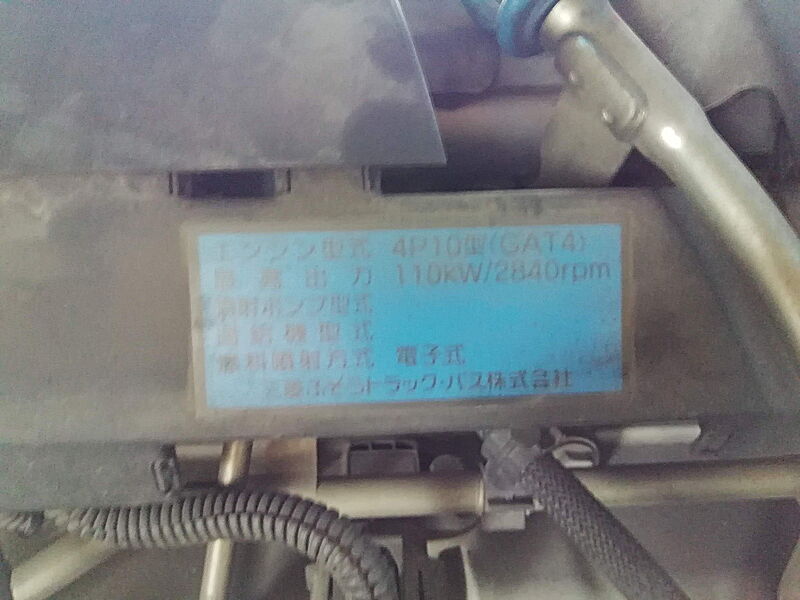 エンジン型式 4P10型(GAT4)
最高出力 110kW/2840rpm
噴射ポンプ型式
過給機型式
燃料噴射方式 電子式
三菱ふそうトラック・バス株式会社